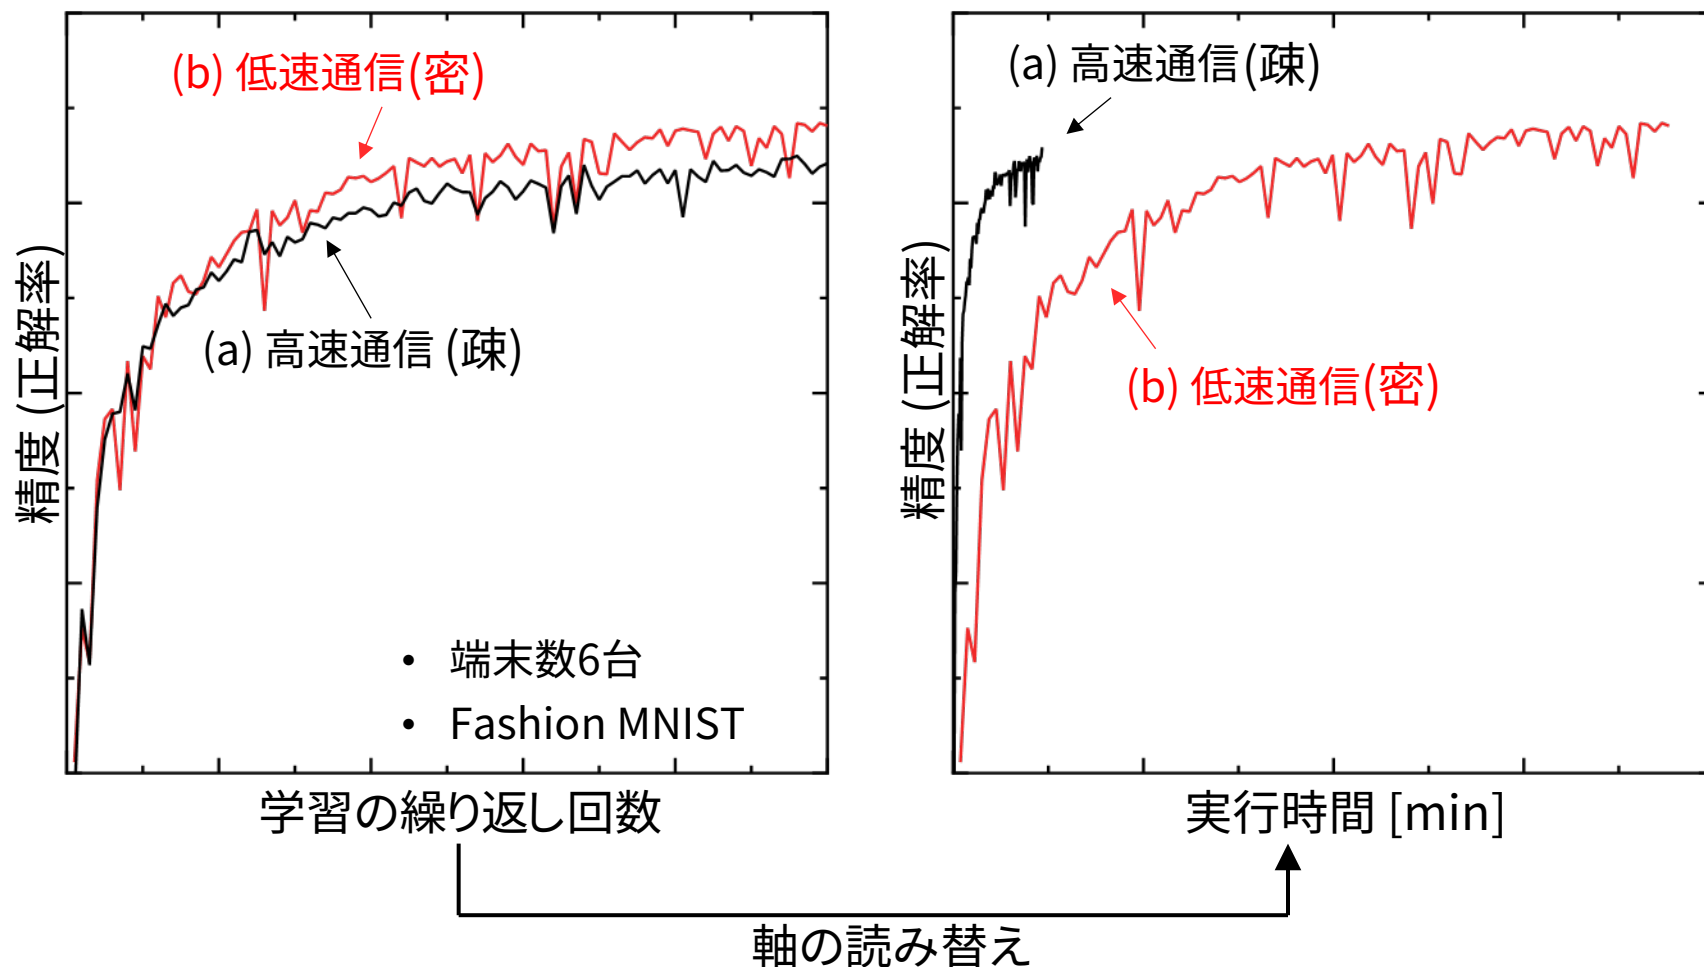 (b) 低速通信(密)
(a) 高速通信 (疎)
精度 (正解率)
• 端末数6台
• Fashion MNIST
学習の繰り返し回数
(a) 高速通信(疎)
(b) 低速通信(密)
精度 (正解率)
実行時間 [min]
軸の読み替え